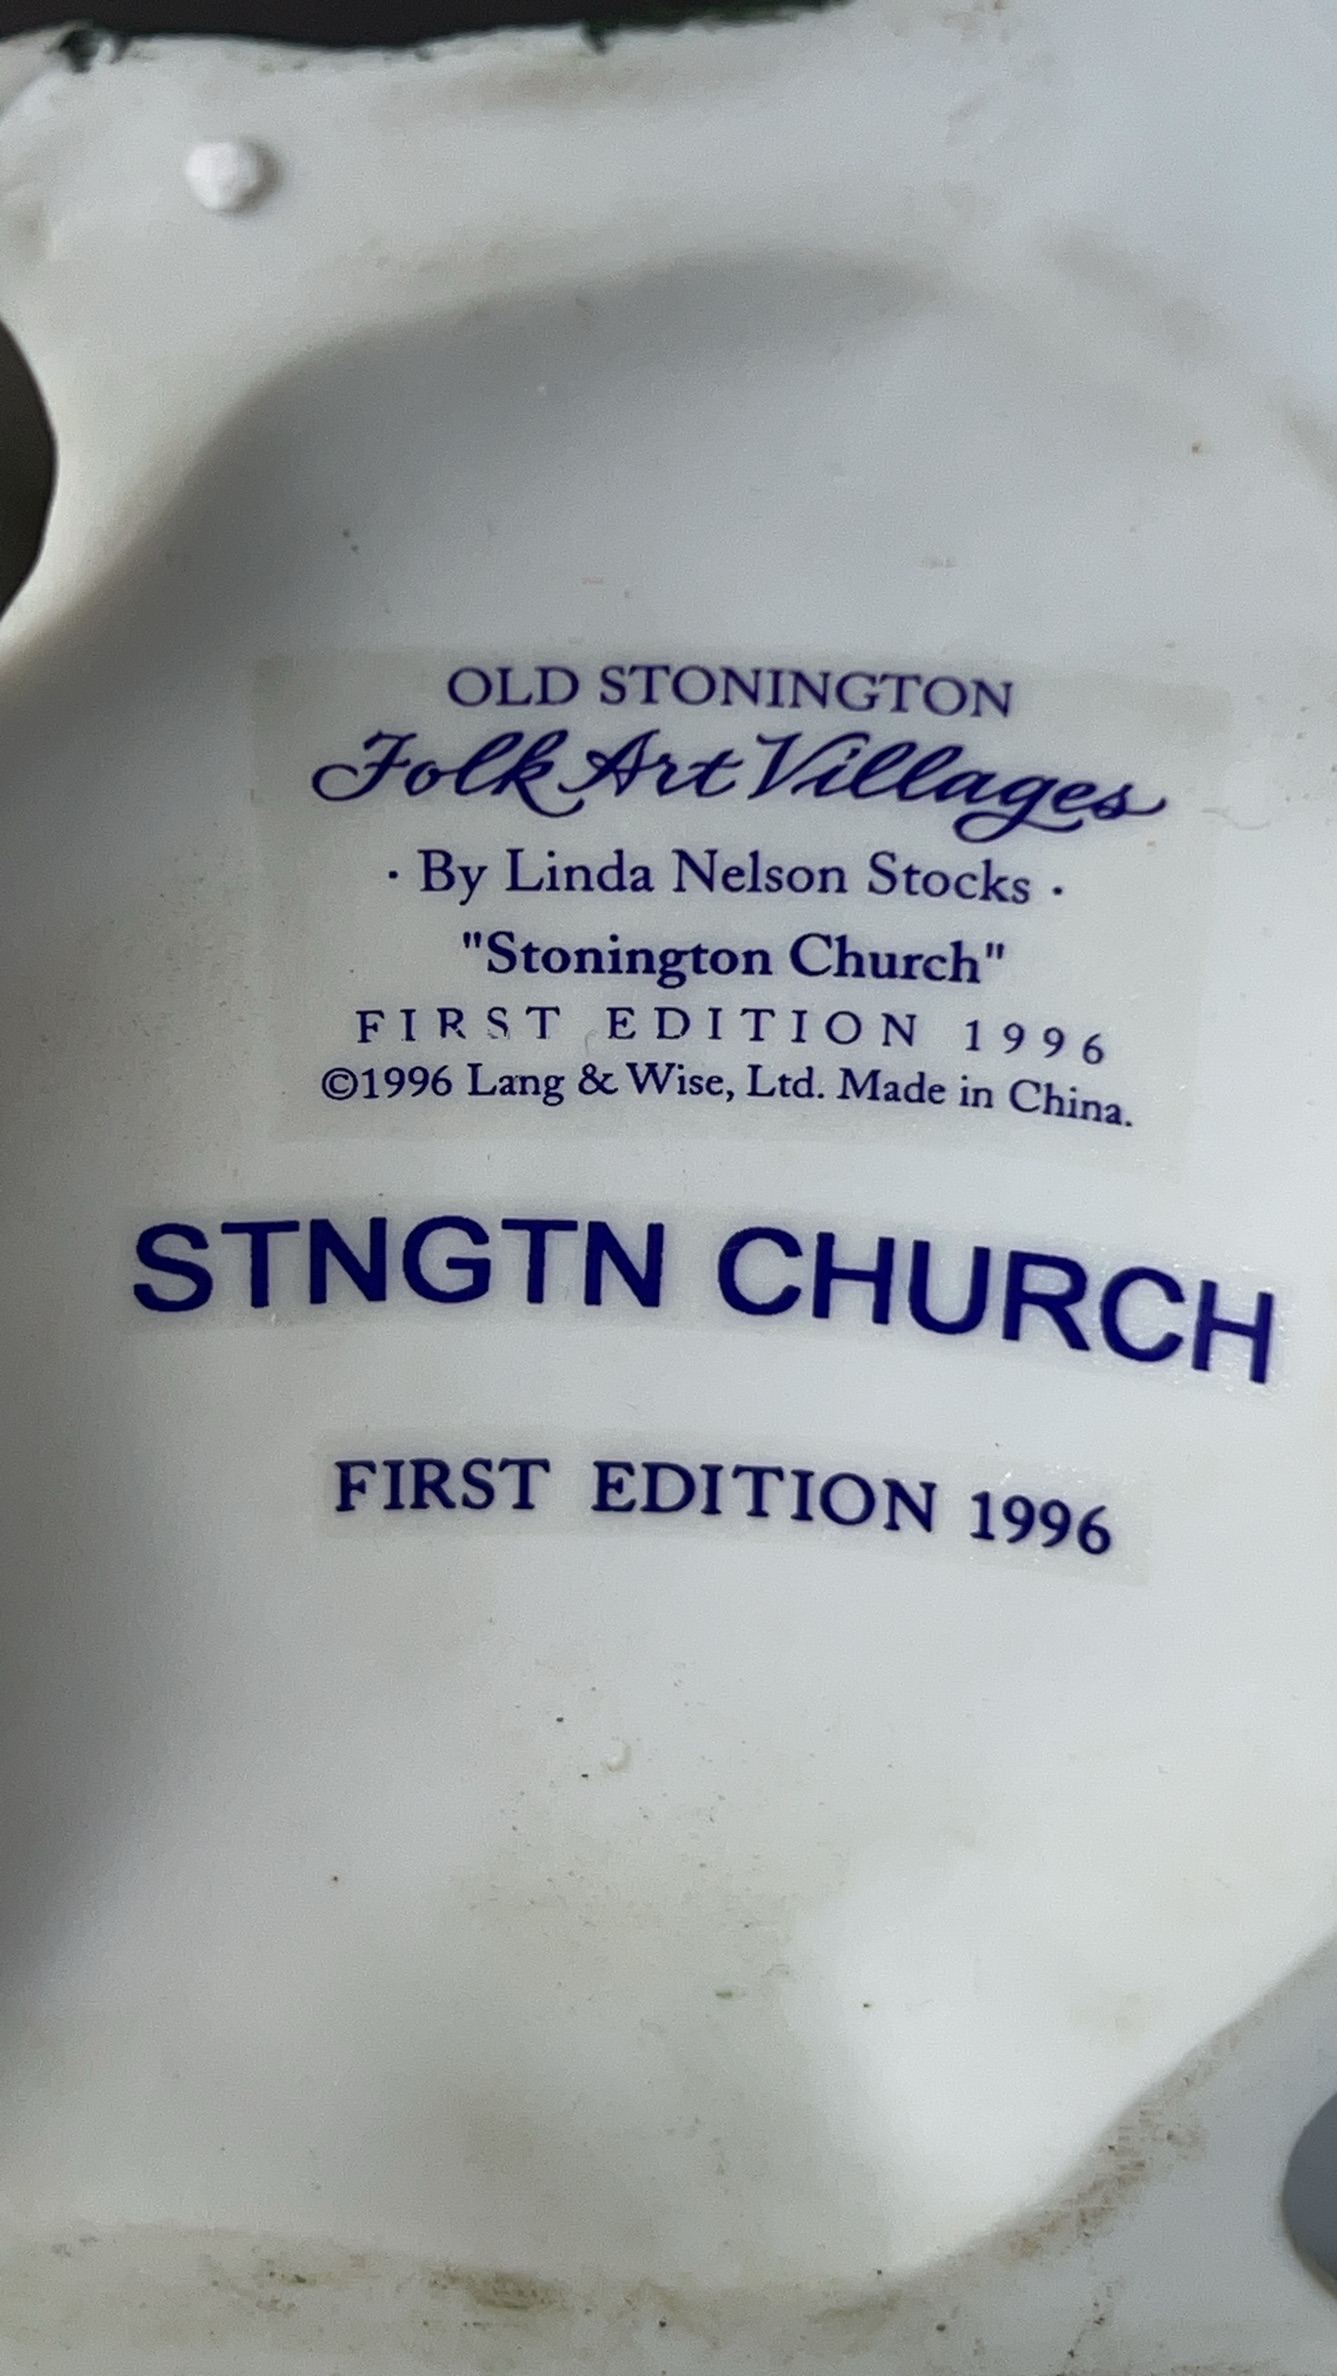 OLD STONINGTON
Folk Art Villages
· By Linda Nelson Stocks ·
"Stonington Church"
FIRST EDITION 1996
©1996 Lang & Wise, Ltd. Made in China.
STNGTN CHURCH
FIRST EDITION 1996